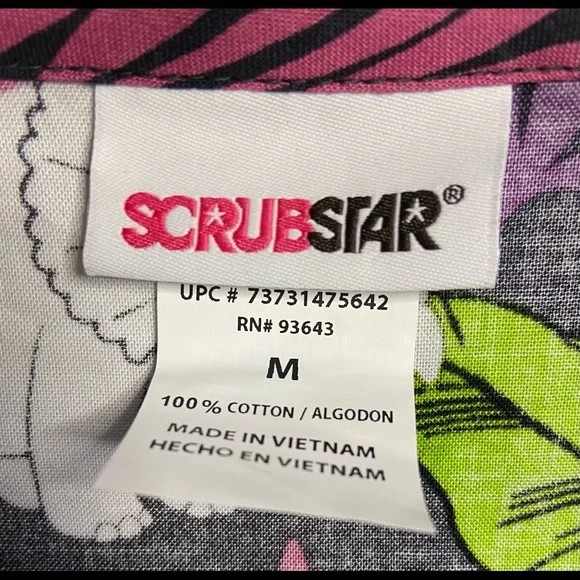 SCRUBSTAR®
UPC # 73731475642
RN# 93643
M
100% COTTON / ALGODON
MADE IN VIETNAM
HECHO EN VIETNAM